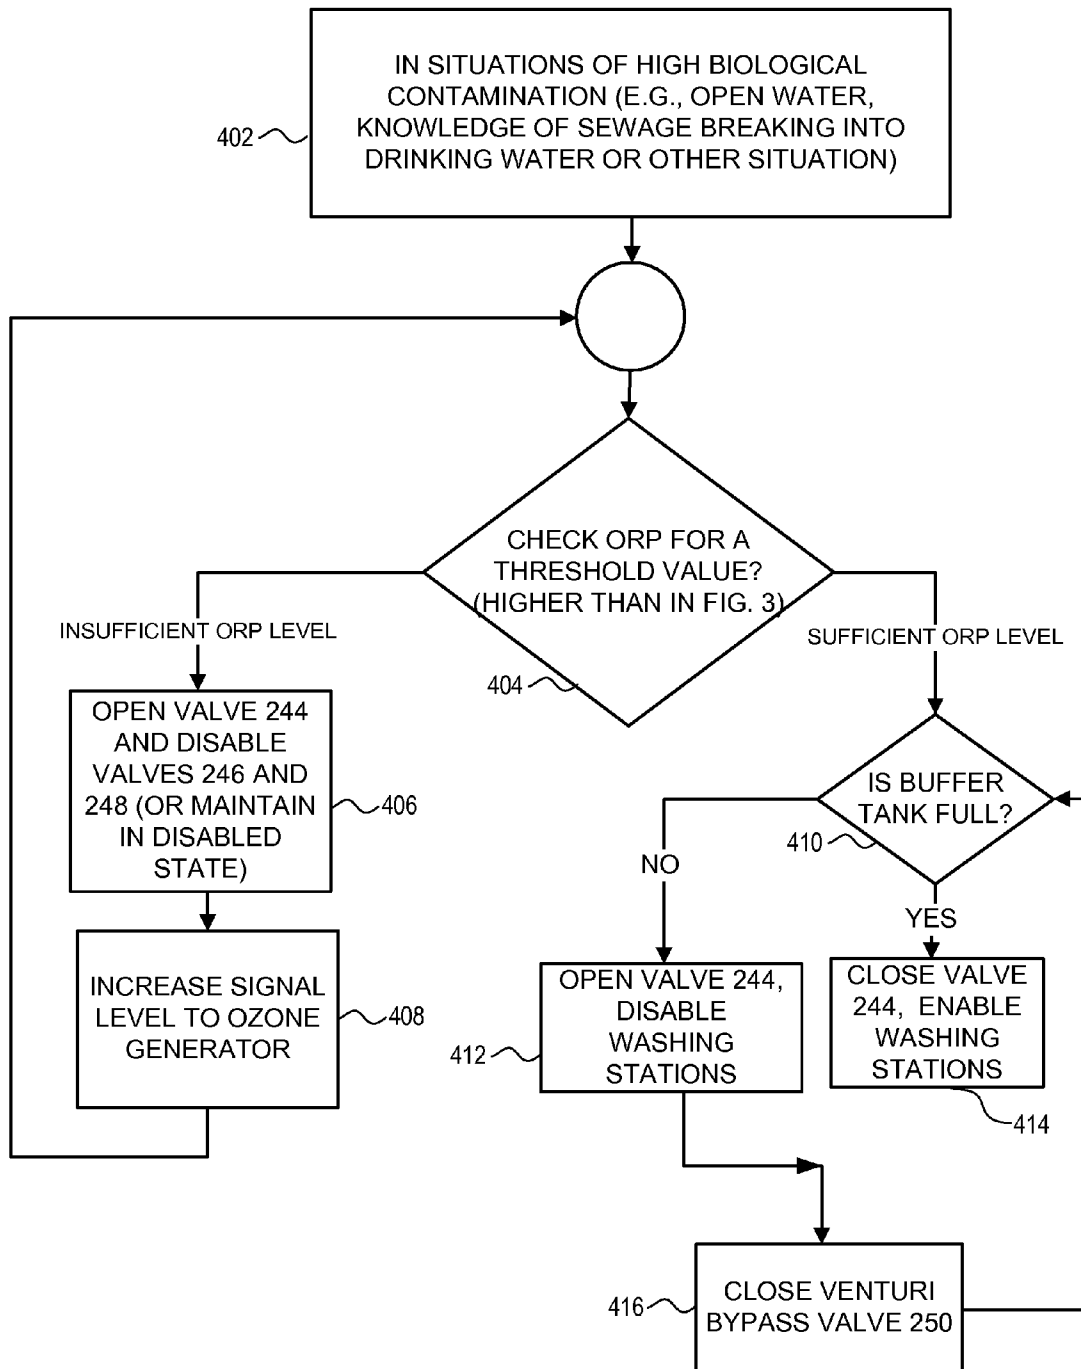 IN SITUATIONS OF HIGH BIOLOGICAL
CONTAMINATION (E.G., OPEN WATER,
KNOWLEDGE OF SEWAGE BREAKING INTO
DRINKING WATER OR OTHER SITUATION)
402
CHECK ORP FOR A
THRESHOLD VALUE?
(HIGHER THAN IN FIG. 3)
404
INSUFFICIENT ORP LEVEL
SUFFICIENT ORP LEVEL
OPEN VALVE 244
AND DISABLE
VALVES 246 AND
248 (OR MAINTAIN
IN DISABLED
STATE)
406
IS BUFFER
TANK FULL?
410
NO
YES
INCREASE SIGNAL
LEVEL TO OZONE
GENERATOR
408
OPEN VALVE 244,
DISABLE
WASHING
STATIONS
412
CLOSE VALVE
244, ENABLE
WASHING
STATIONS
414
CLOSE VENTURI
BYPASS VALVE 250
416